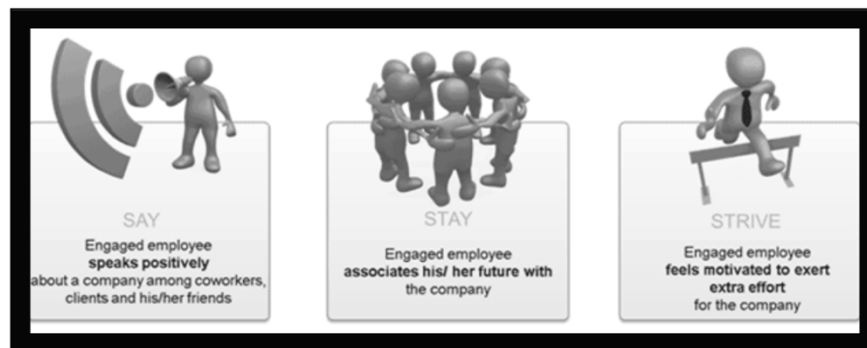 SAY
Engaged employee
speaks positively
about a company among coworkers,
clients and his/her friends
STAY
Engaged employee
associates his/ her future with
the company
STRIVE
Engaged employee
feels motivated to exert
extra effort
for the company